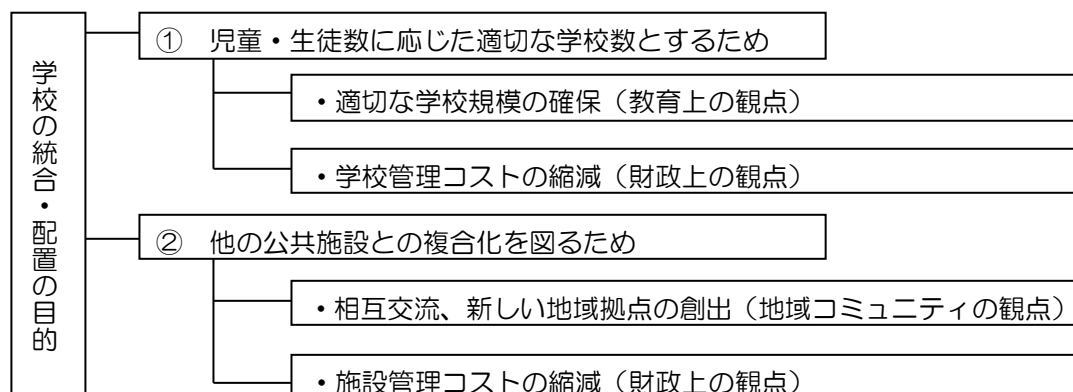 学校の統合・配置の目的
① 児童・生徒数に応じた適切な学校数とするため
・適切な学校規模の確保（教育上の観点）
・学校管理コストの縮減（財政上の観点）
② 他の公共施設との複合化を図るため
・相互交流、新しい地域拠点の創出（地域コミュニティの観点）
・施設管理コストの縮減（財政上の観点）